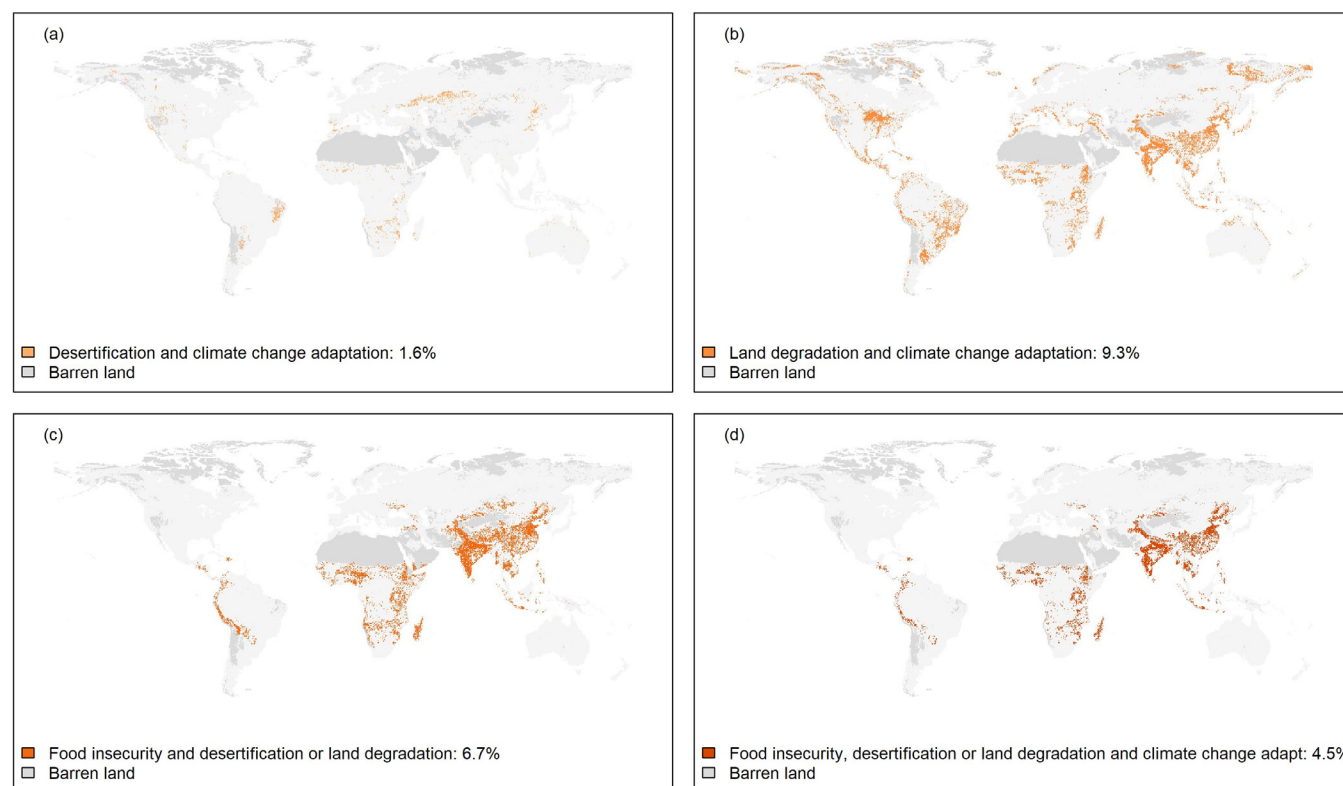 (a)
Desertification and climate change adaptation: 1.6%
Barren land
(b)
Land degradation and climate change adaptation: 9.3%
Barren land
(c)
Food insecurity and desertification or land degradation: 6.7%
Barren land
(d)
Food insecurity, desertification or land degradation and climate change adapt: 4.5%
Barren land